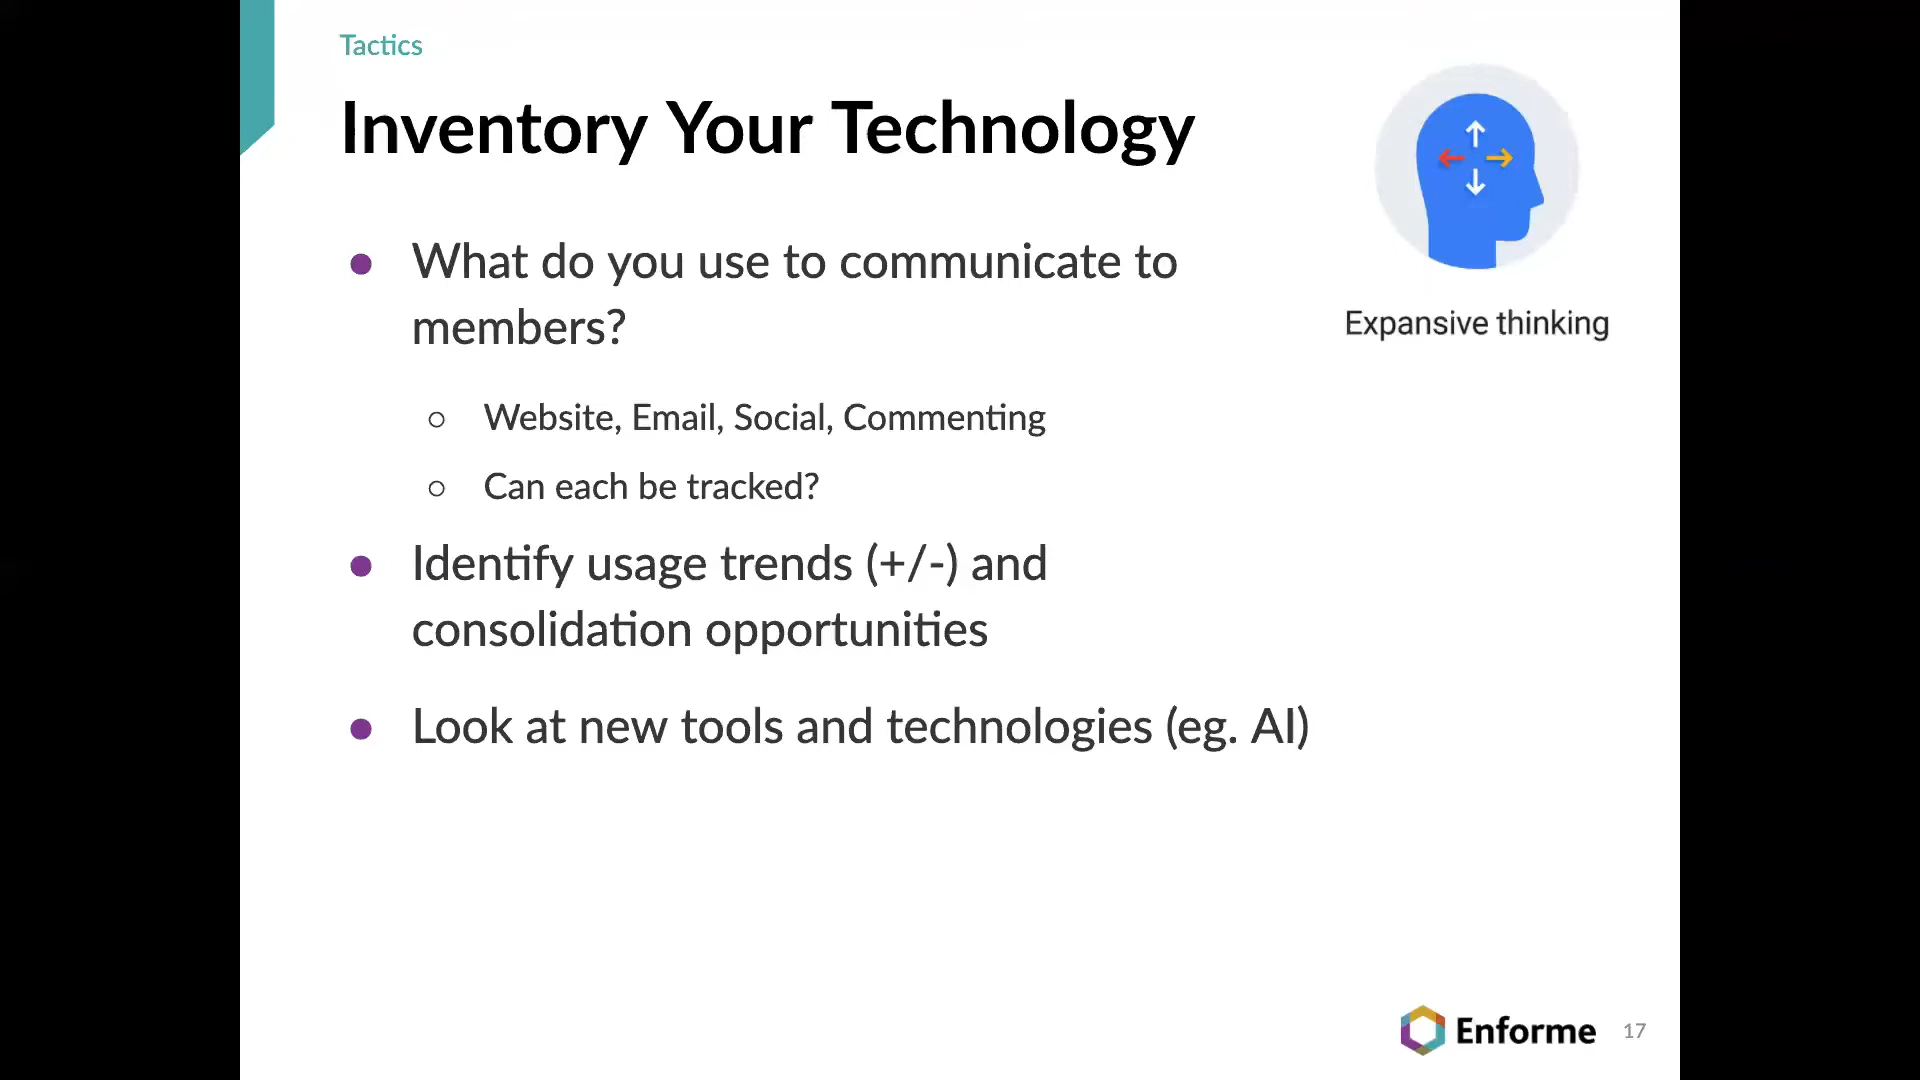 Tactics
Inventory Your Technology
Expansive thinking
● What do you use to communicate to
members?
○ Website, Email, Social, Commenting
○ Can each be tracked?
● Identify usage trends (+/-) and
consolidation opportunities
● Look at new tools and technologies (eg. AI)
Enforme 17